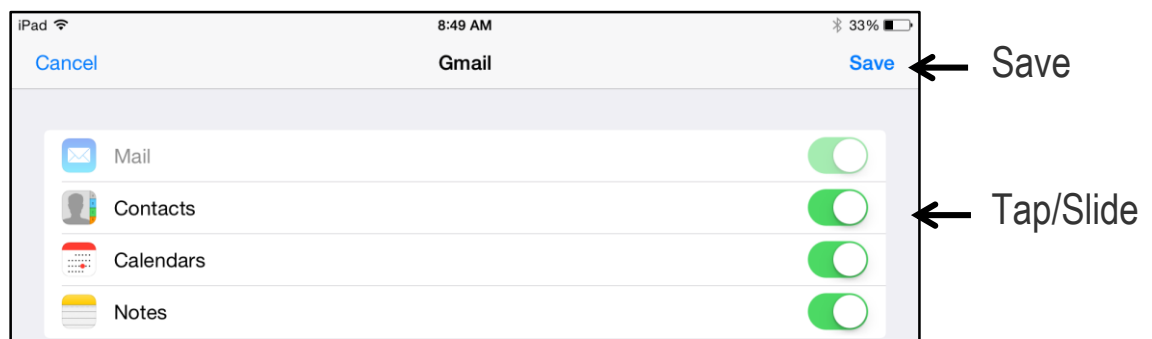 iPad 8:49 AM 33%
Cancel Gmail Save Save
Mail
Contacts Tap/Slide
Calendars
Notes